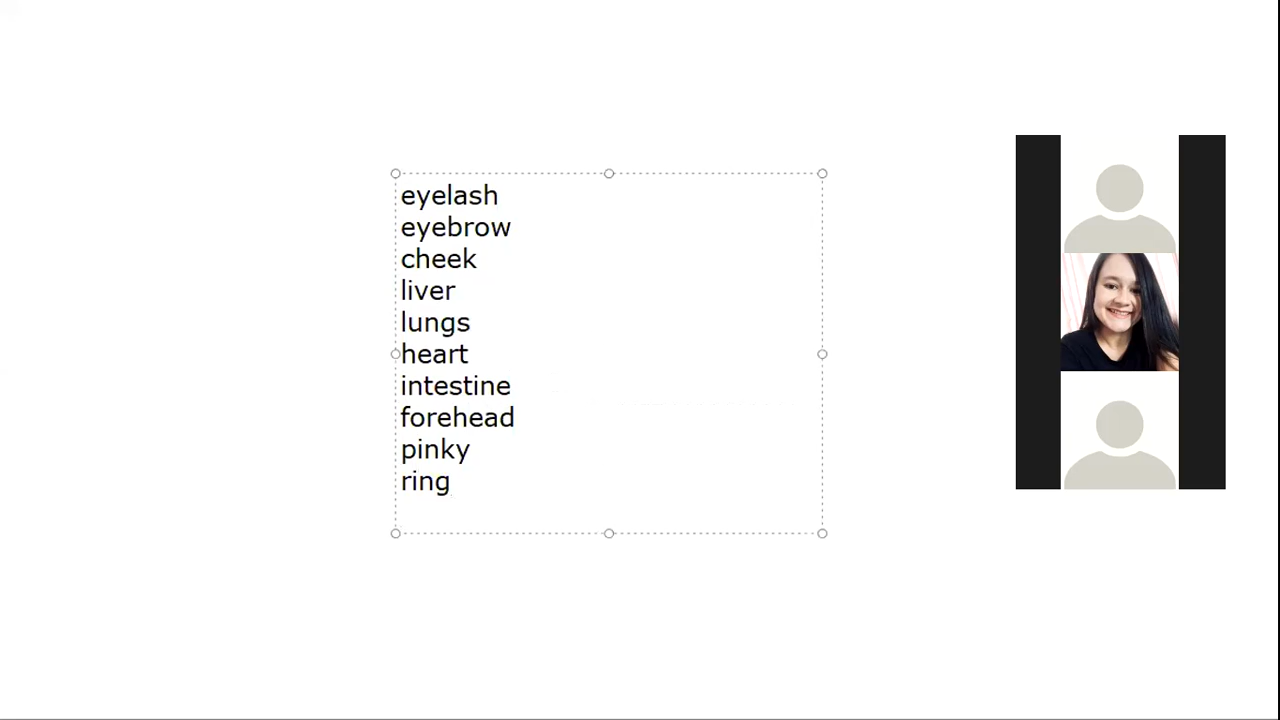 eyelash
eyebrow
cheek
liver
lungs
heart
intestine
forehead
pinky
ring